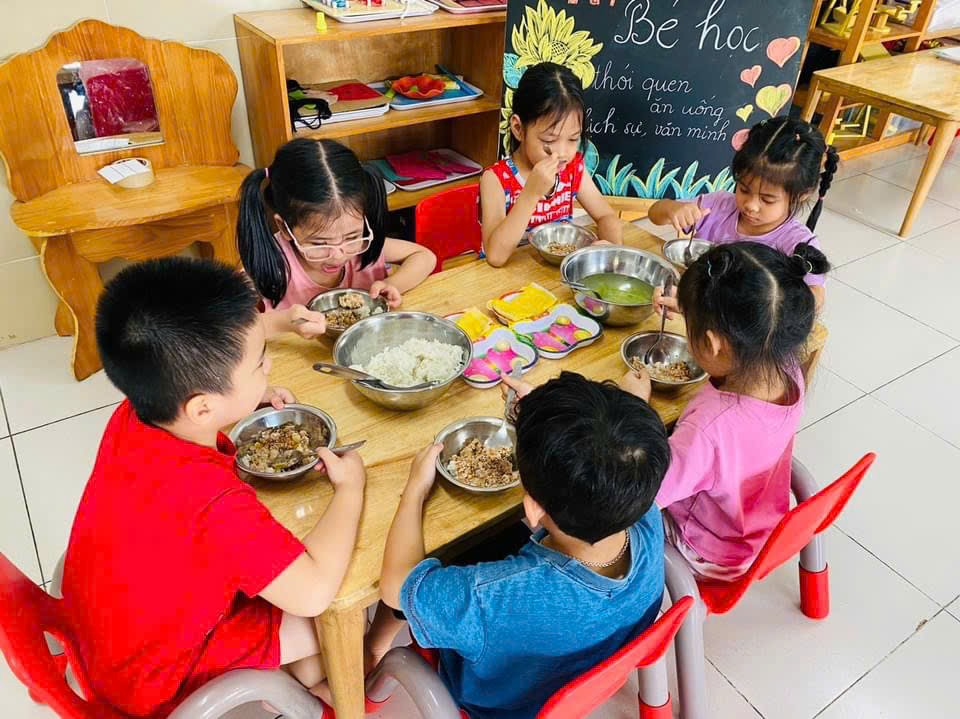 Bé học
thói quen
ăn uống
lịch sự, văn minh